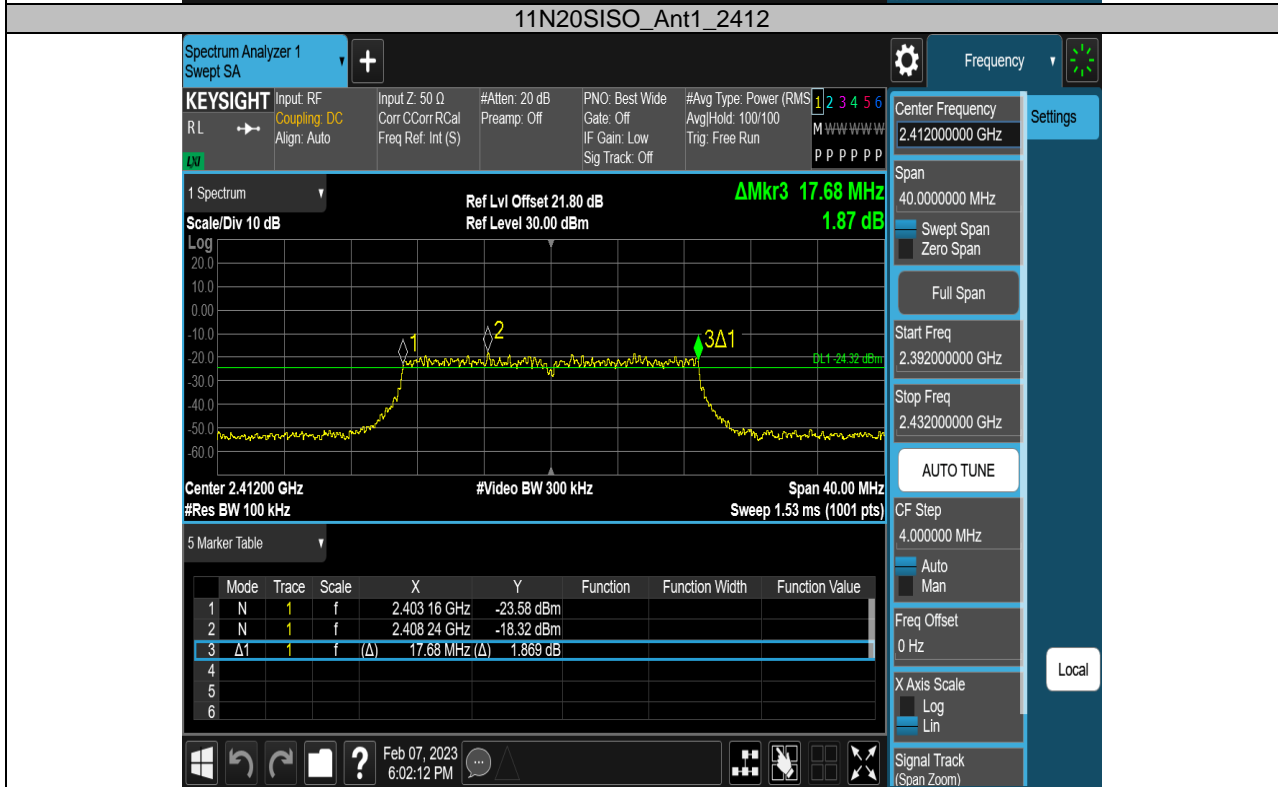 11N20SISO_Ant1_2412
Spectrum Analyzer 1
Swept SA
+
Frequency
KEYSIGHT
RL
LXI
Input: RF
Coupling: DC
Align: Auto
Input Z: 50 Ω
Corr CCorr RCal
Freq Ref: Int (S)
#Atten: 20 dB
Preamp: Off
PNO: Best Wide
Gate: Off
IF Gain: Low
Sig Track: Off
#Avg Type: Power (RMS
Avg|Hold: 100/100
Trig: Free Run
1 2 3 4 5 6
M W W W W W
P P P P P P
1 Spectrum
Scale/Div 10 dB
Ref Lvl Offset 21.80 dB
Ref Level 30.00 dBm
ΔMkr3 17.68 MHz
1.87 dB
Log
20.0
10.0
0.00
-10.0
-20.0
-30.0
-40.0
-50.0
-60.0
1
2
3Δ1
DL1 -24.32 dBm
Center 2.41200 GHz
#Video BW 300 kHz
Span 40.00 MHz
#Res BW 100 kHz
Sweep 1.53 ms (1001 pts)
5 Marker Table
Mode Trace Scale X Y Function Function Width Function Value
1 N 1 f 2.403 16 GHz -23.58 dBm
2 N 1 f 2.408 24 GHz -18.32 dBm
3 Δ1 1 f (Δ) 17.68 MHz (Δ) 1.869 dB
4
5
6
Feb 07, 2023
6:02:12 PM
?
Center Frequency
2.412000000 GHz
Settings
Span
40.0000000 MHz
Swept Span
Zero Span
Full Span
Start Freq
2.392000000 GHz
Stop Freq
2.432000000 GHz
AUTO TUNE
CF Step
4.000000 MHz
Auto
Man
Freq Offset
0 Hz
X Axis Scale
Log
Lin
Local
Signal Track
(Span Zoom)